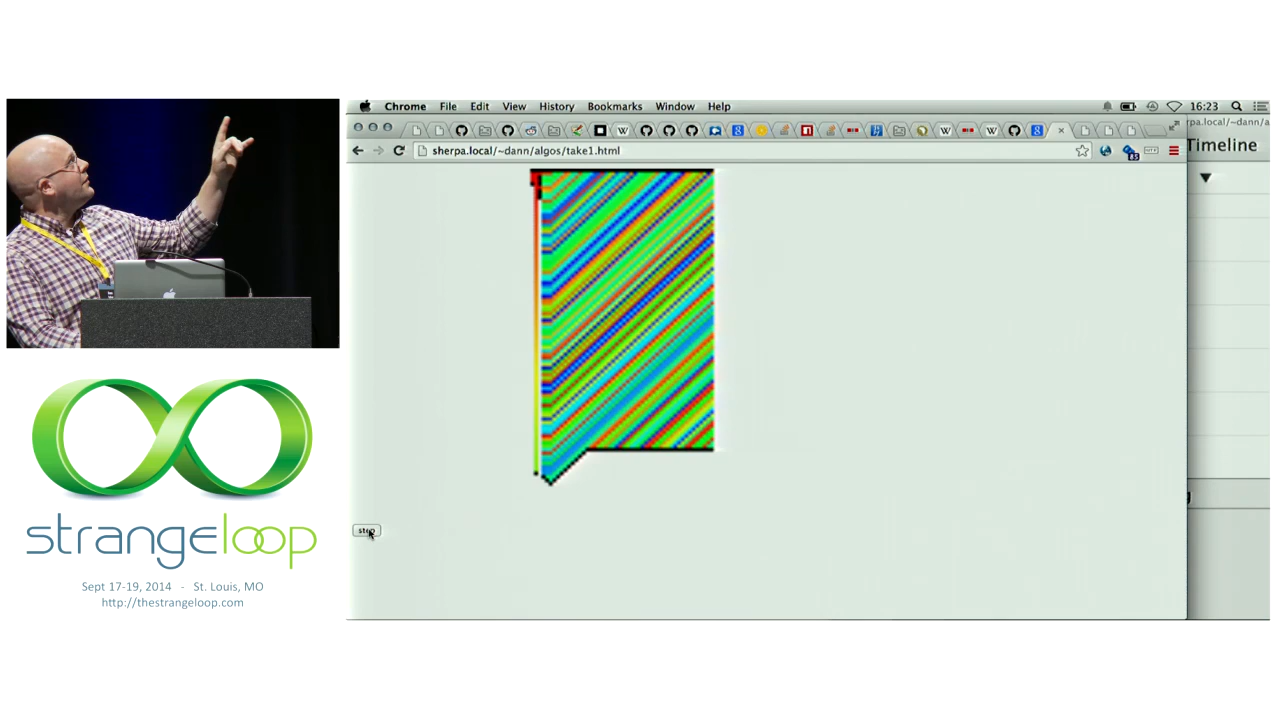 Chrome File Edit View History Bookmarks Window Help 16:23
sherpa.local/~dann/algos/take1.html
Timeline
strangeloop
Sept 17-19, 2014 - St. Louis, MO
http://thestrangeloop.com